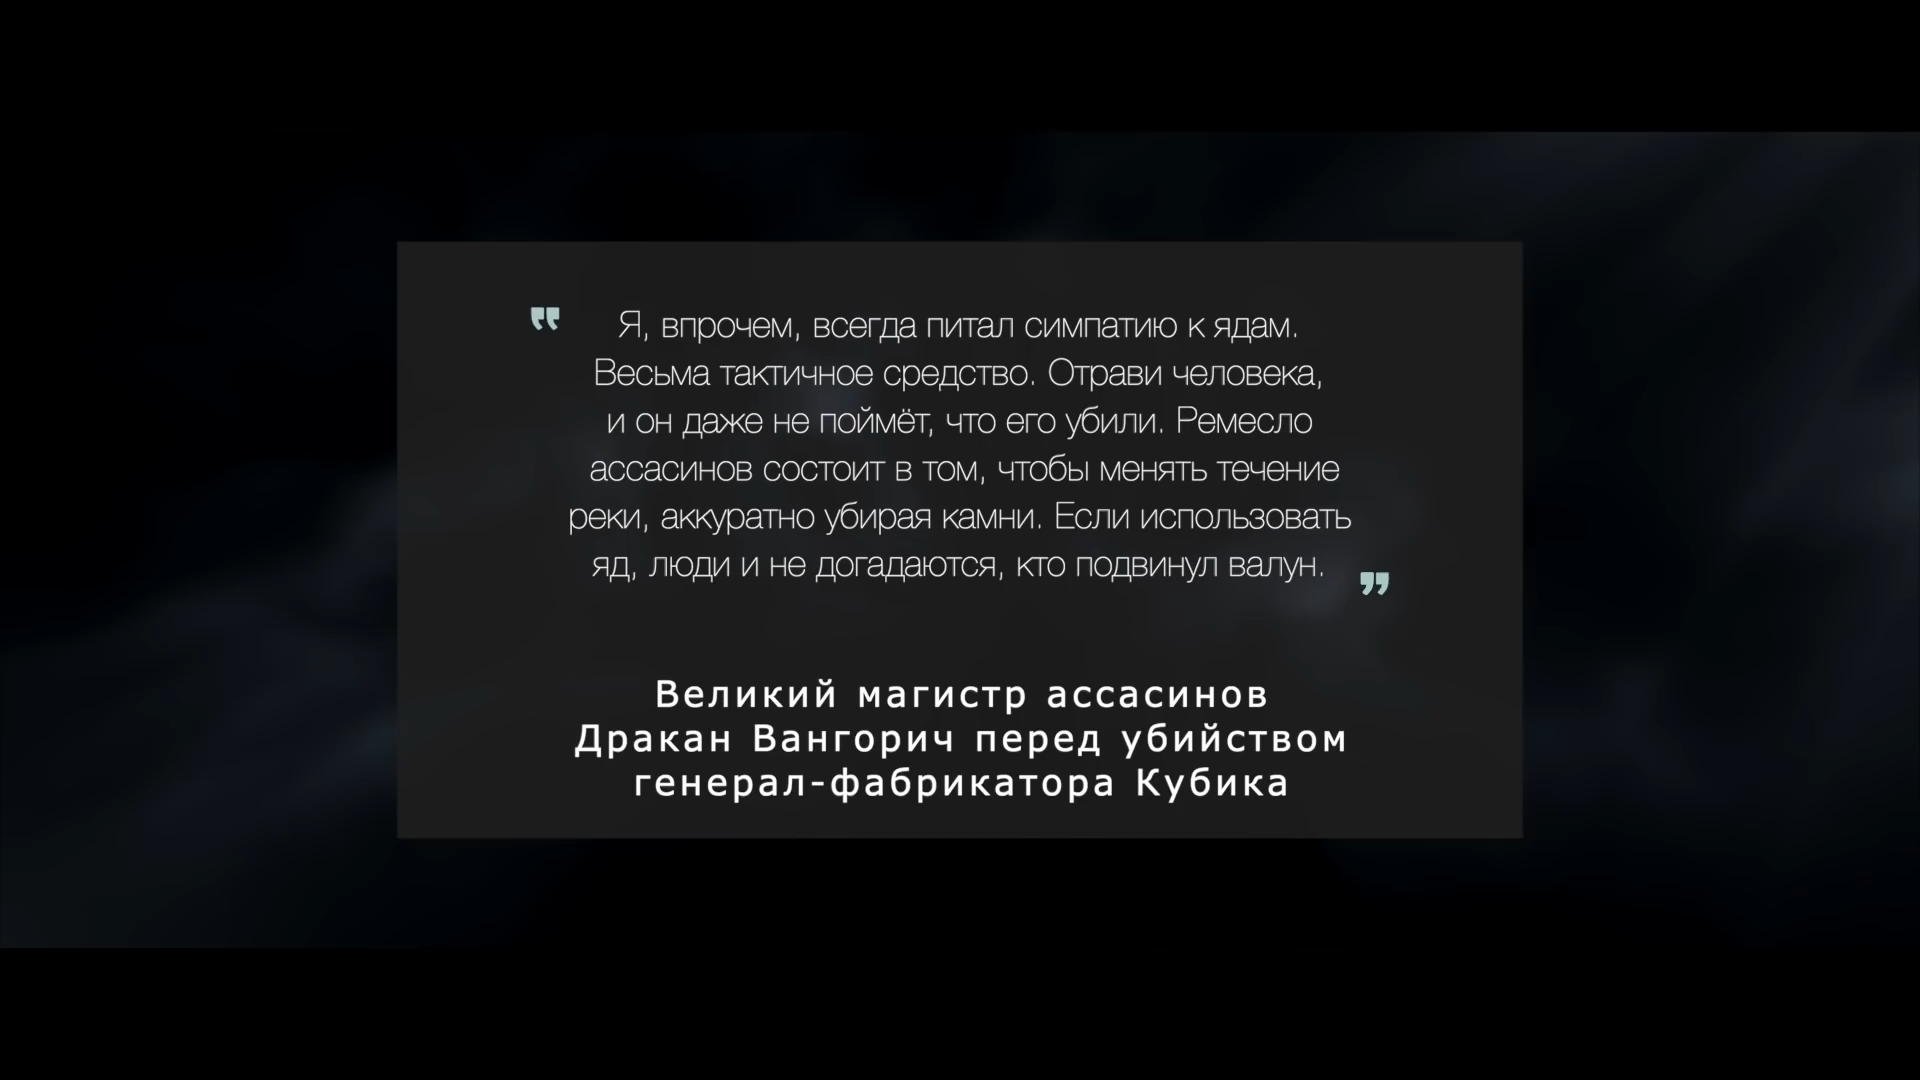 " Я, впрочем, всегда питал симпатию к ядам.
Весьма тактичное средство. Отрави человека,
и он даже не поймёт, что его убили. Ремесло
ассасинов состоит в том, чтобы менять течение
реки, аккуратно убирая камни. Если использовать
яд, люди и не догадаются, кто подвинул валун. "
Великий магистр ассасинов
Дракан Вангорич перед убийством
генерал-фабрикатора Кубика